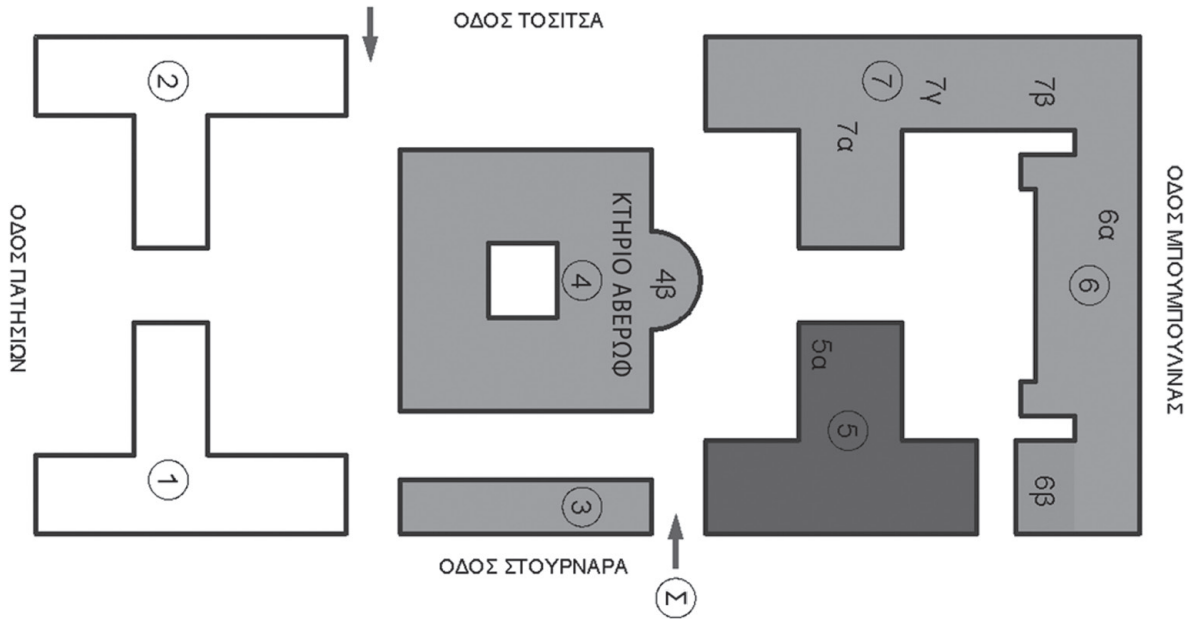 ΟΔΟΣ ΤΟΣΙΤΣΑ
2
7
7γ
7β
7α
ΟΔΟΣ ΠΑΤΗΣΙΩΝ
ΚΤΗΡΙΟ ΑΒΕΡΩΦ
4
4β
6α
6
ΟΔΟΣ ΜΠΟΥΜΠΟΥΛΙΝΑΣ
5α
5
1
3
6β
ΟΔΟΣ ΣΤΟΥΡΝΑΡΑ
Σ